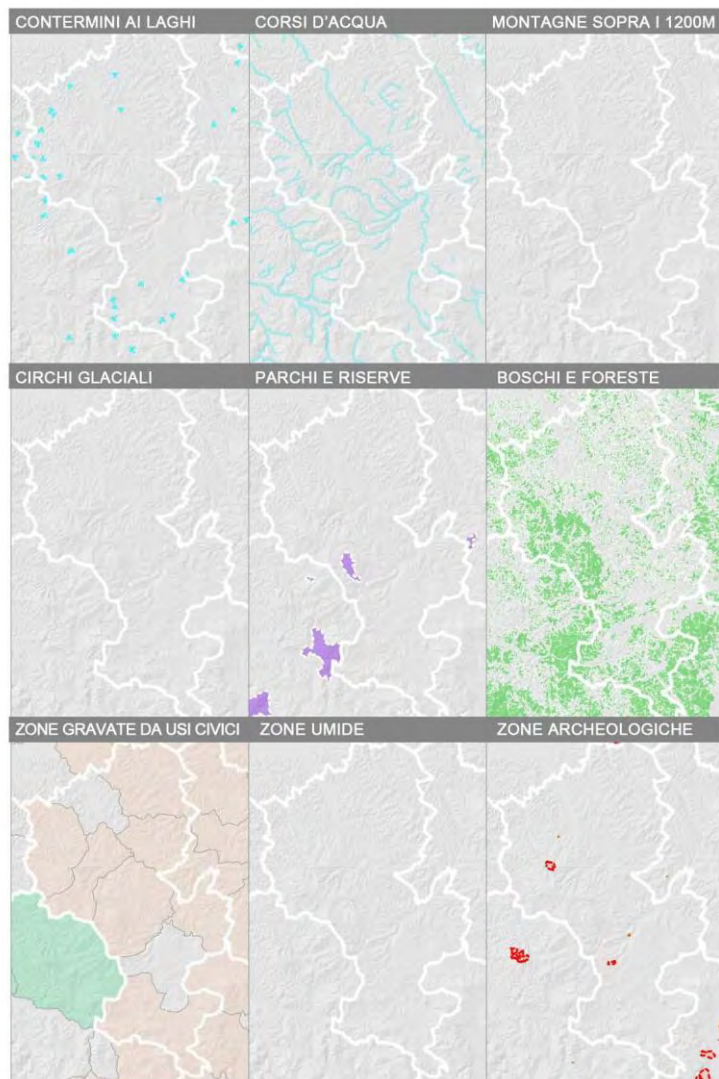 CONTERMINI AI LAGHI
CORSI D'ACQUA
MONTAGNE SOPRA I 1200M
CIRCHI GLACIALI
PARCHI E RISERVE
BOSCHI E FORESTE
ZONE GRAVATE DA USI CIVICI
ZONE UMIDE
ZONE ARCHEOLOGICHE